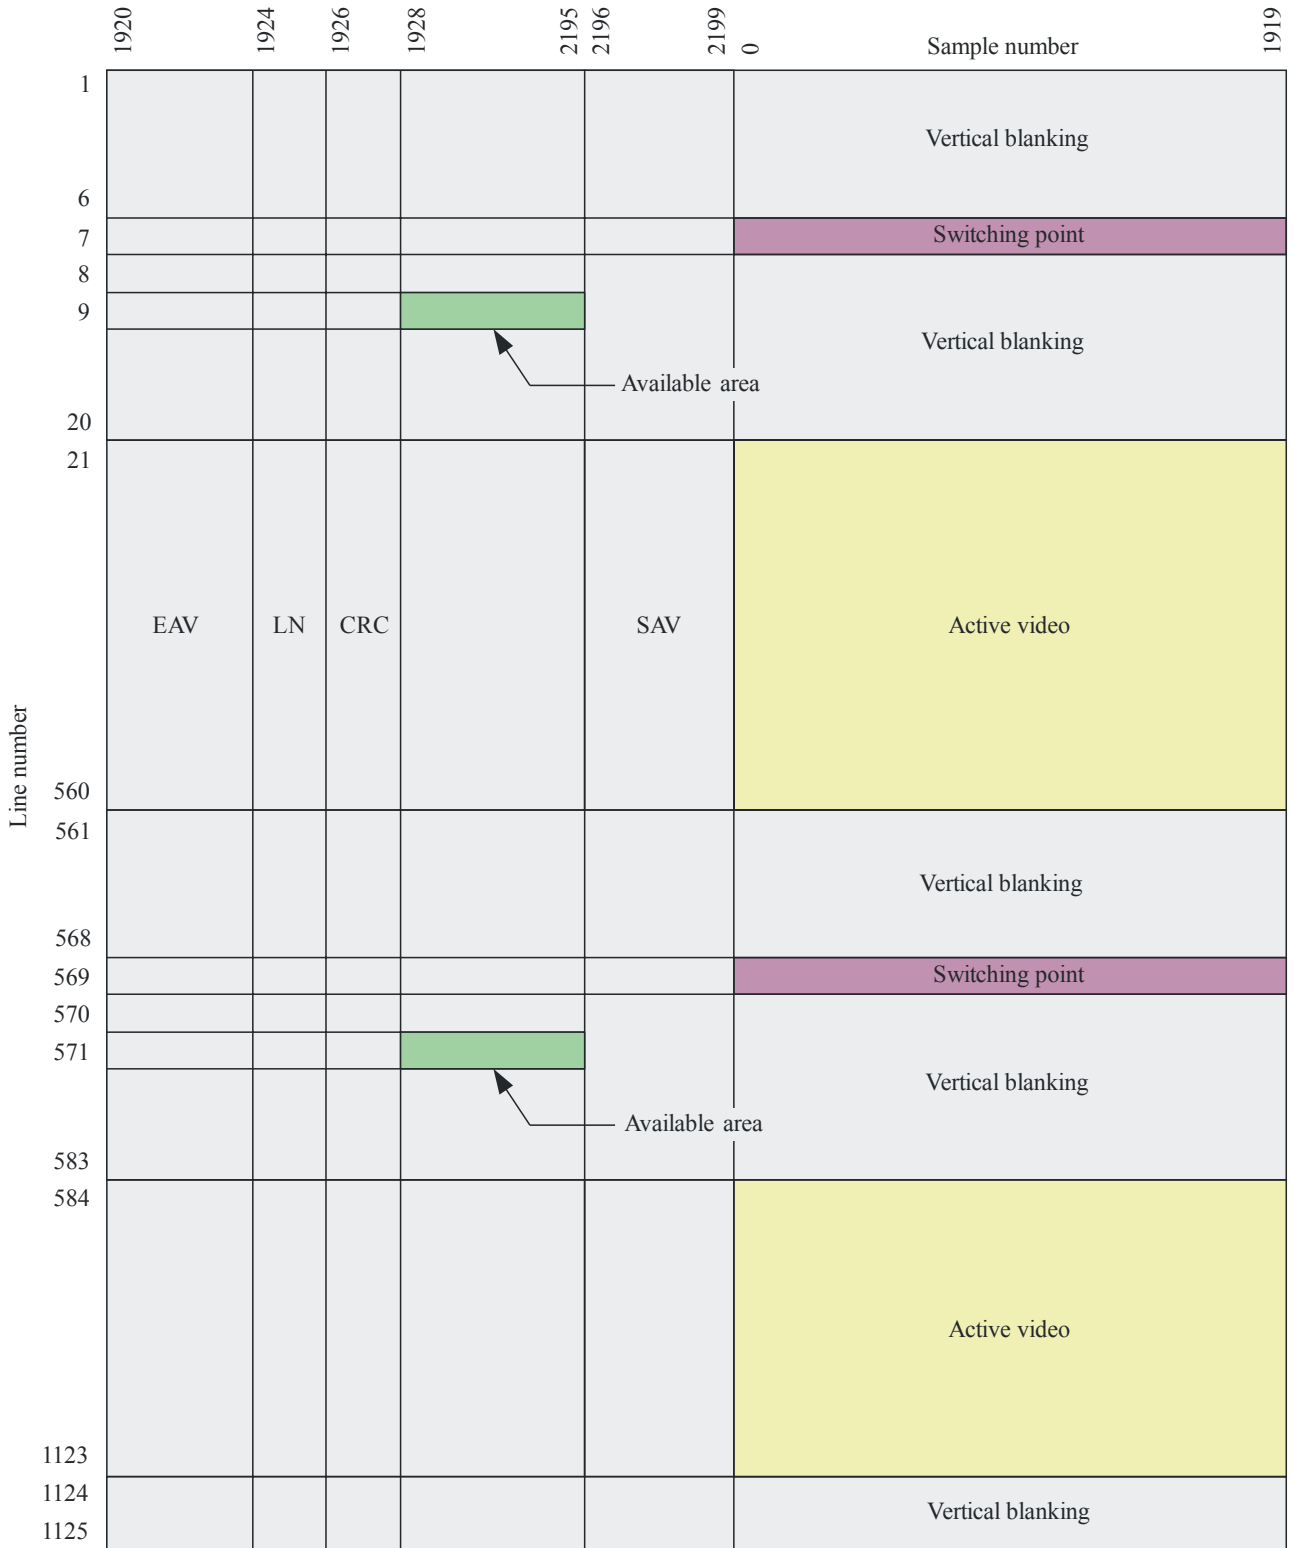 1920
1924
1926
1928
2195
2196
2199
0
Sample number
1919
1
Vertical blanking
6
7
Switching point
8
9
Vertical blanking
Available area
20
21
EAV
LN
CRC
SAV
Active video
Line number
560
561
Vertical blanking
568
569
Switching point
570
571
Vertical blanking
Available area
583
584
Active video
1123
1124
Vertical blanking
1125